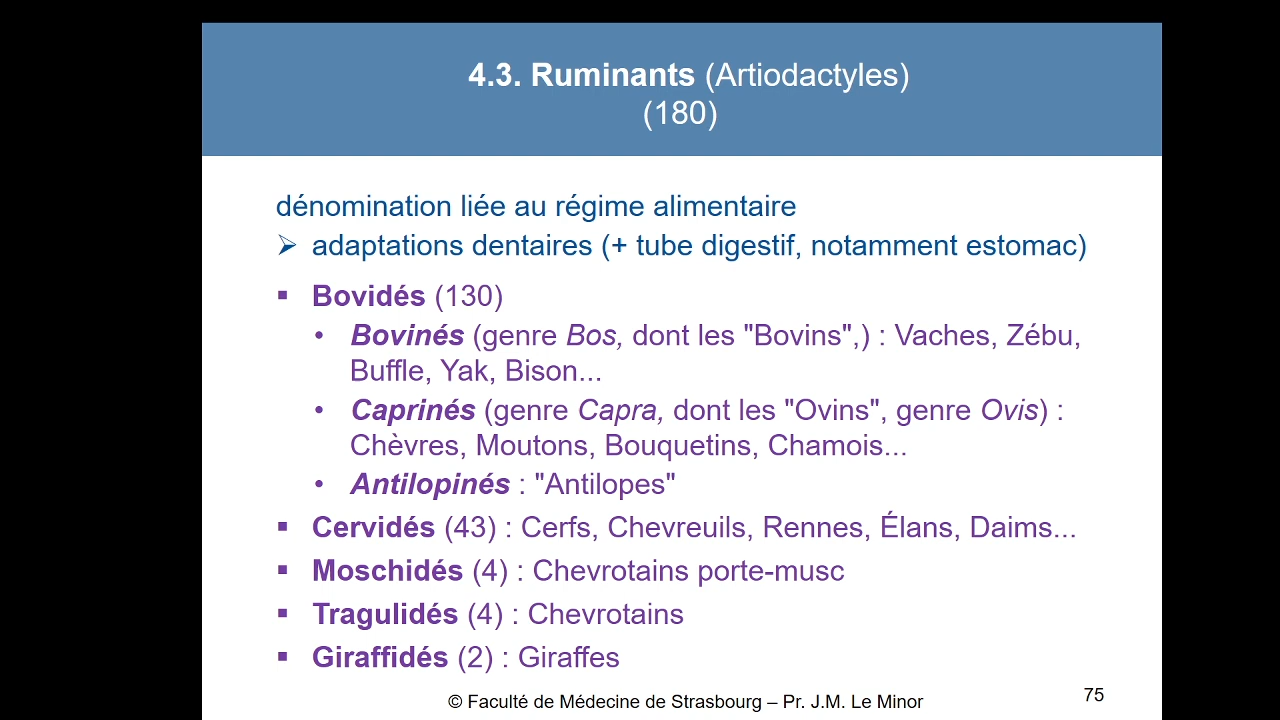 4.3. Ruminants (Artiodactyles)
(180)
dénomination liée au régime alimentaire
➢ adaptations dentaires (+ tube digestif, notamment estomac)
▪ Bovidés (130)
• Bovinés (genre Bos, dont les "Bovins",) : Vaches, Zébu,
Buffle, Yak, Bison...
• Caprinés (genre Capra, dont les "Ovins", genre Ovis) :
Chèvres, Moutons, Bouquetins, Chamois...
• Antilopinés : "Antilopes"
▪ Cervidés (43) : Cerfs, Chevreuils, Rennes, Élans, Daims...
▪ Moschidés (4) : Chevrotains porte-musc
▪ Tragulidés (4) : Chevrotains
▪ Giraffidés (2) : Giraffes
© Faculté de Médecine de Strasbourg – Pr. J.M. Le Minor
75